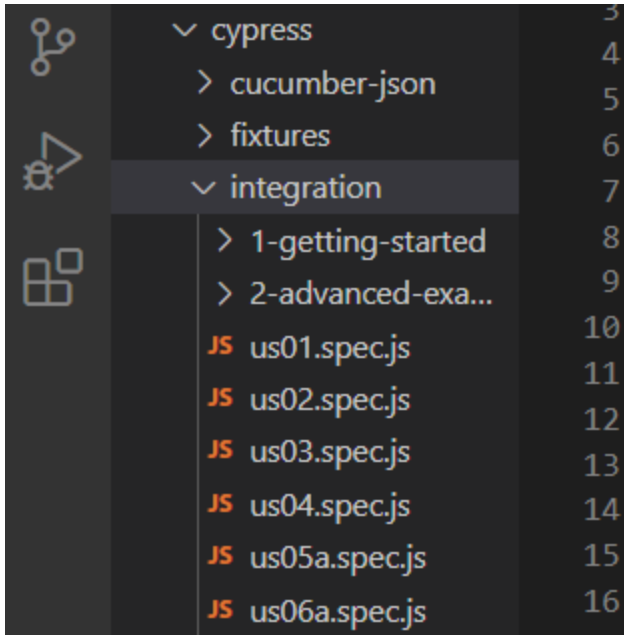 cypress
cucumber-json
fixtures
integration
1-getting-started
2-advanced-exa...
JS us01.spec.js
JS us02.spec.js
JS us03.spec.js
JS us04.spec.js
JS us05a.spec.js
JS us06a.spec.js
3
4
5
6
7
8
9
10
11
12
13
14
15
16